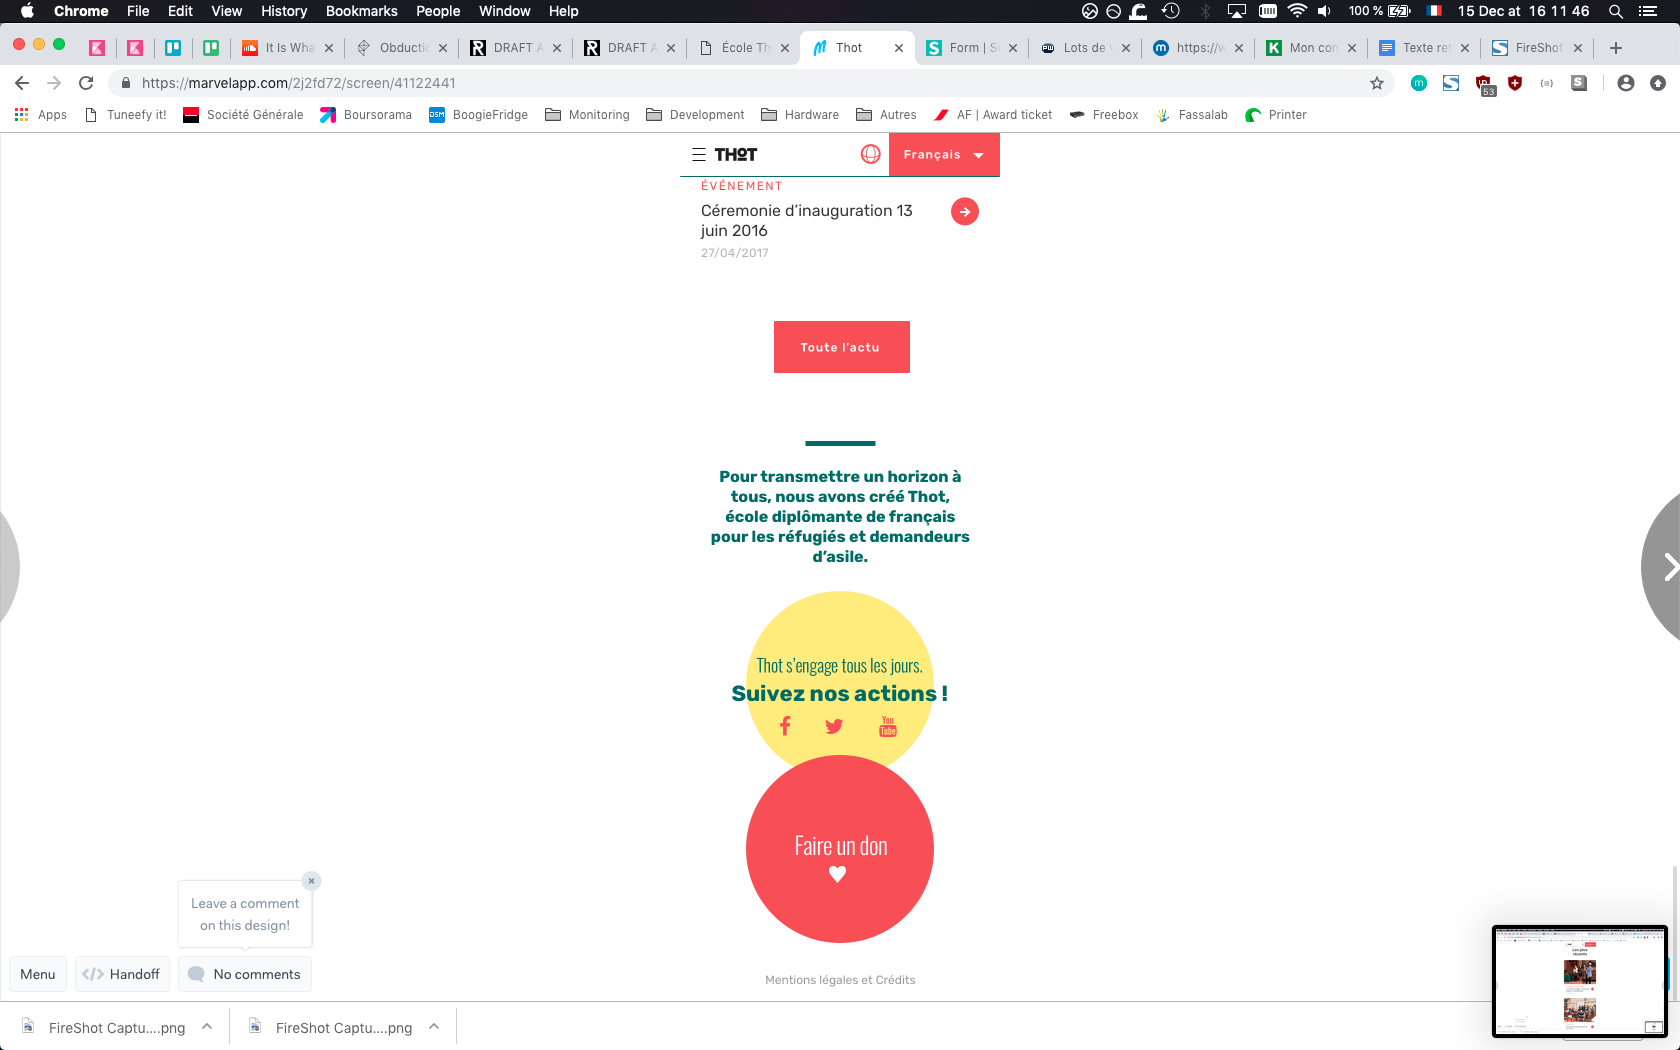 Chrome File Edit View History Bookmarks People Window Help
100 % 15 Dec at 16 11 46
It Is Wha Obductic DRAFT A DRAFT A École Th Thot Form | S Lots de https://w Mon con Texte ret FireShot
https://marvelapp.com/2j2fd72/screen/41122441
53
Apps Tuneefy it! Société Générale Boursorama BoogieFridge Monitoring Development Hardware Autres AF | Award ticket Freebox Fassalab Printer
THOT Français
ÉVÉNEMENT
Céremonie d’inauguration 13
juin 2016
27/04/2017
Toute l’actu
Pour transmettre un horizon à
tous, nous avons créé Thot,
école diplômante de français
pour les réfugiés et demandeurs
d’asile.
Thot s’engage tous les jours.
Suivez nos actions !
You
Tube
Faire un don
Leave a comment
on this design!
Menu Handoff No comments
Mentions légales et Crédits
FireShot Captu....png FireShot Captu....png
Les plus
récents